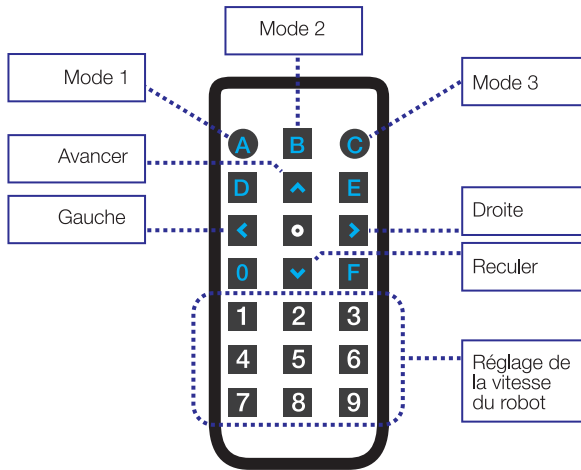 Mode 2
Mode 1
Mode 3
A B C
Avancer
D E
Gauche
Droite
0 F
Reculer
1 2 3
4 5 6
7 8 9
Réglage de
la vitesse
du robot